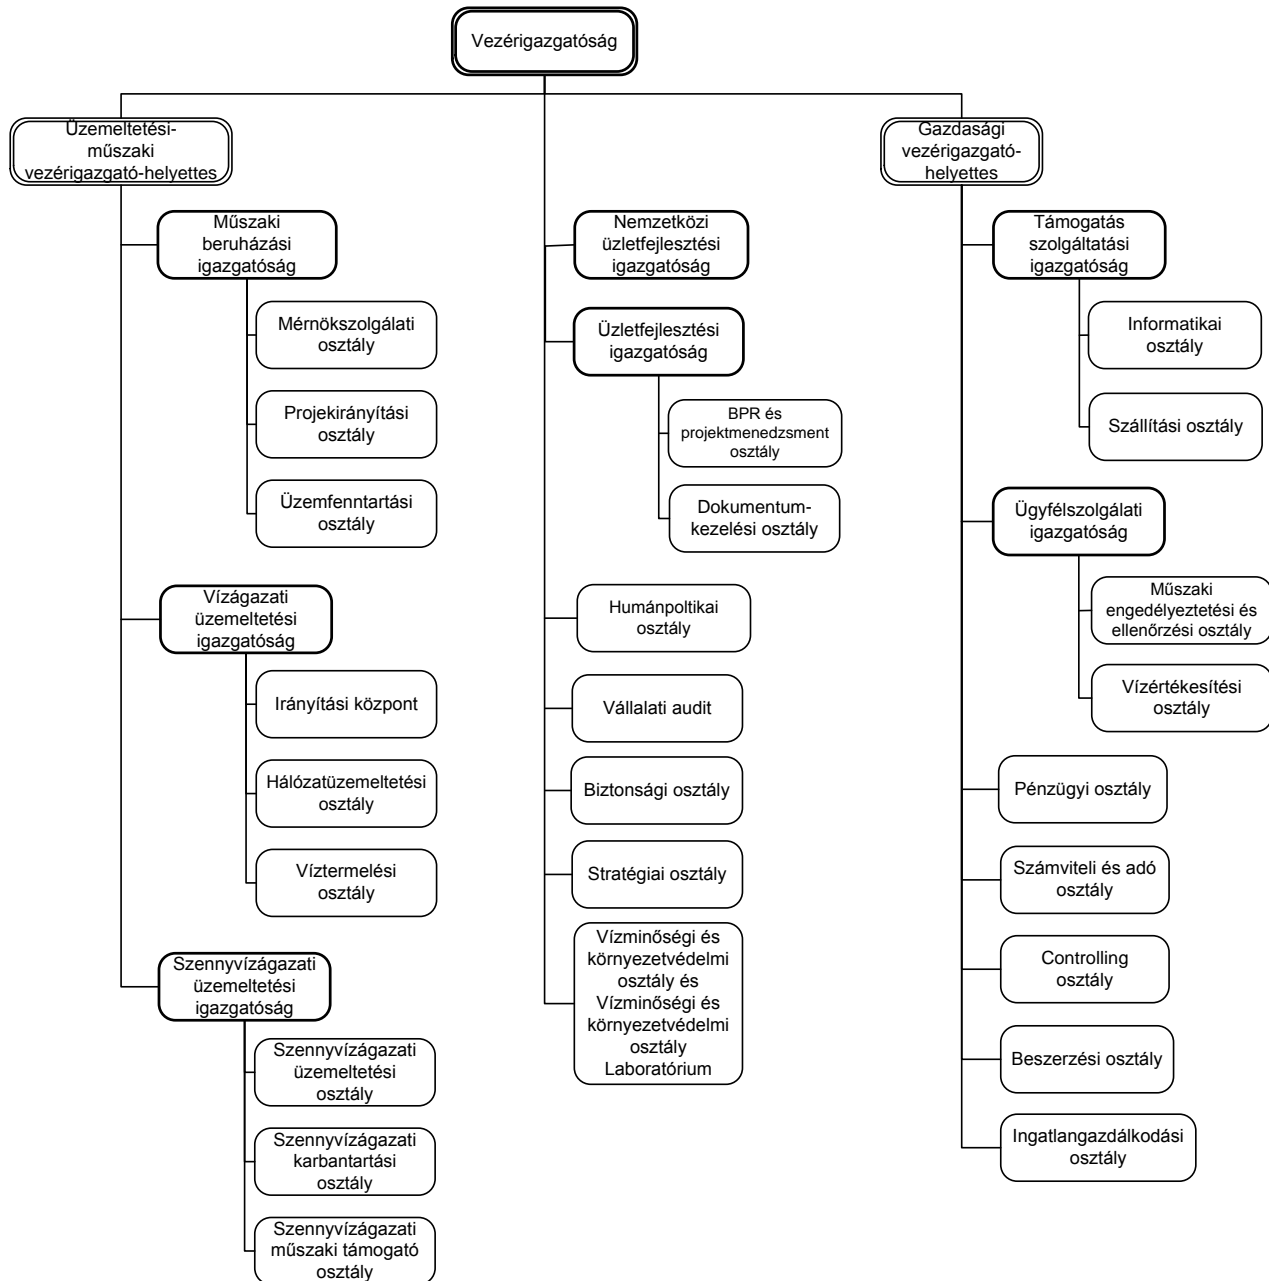 Vezérigazgatóság
Üzemeltetési-
műszaki
vezérigazgató-helyettes
Gazdasági
vezérigazgató-
helyettes
Műszaki
beruházási
igazgatóság
Mérnökszolgálati
osztály
Projekirányítási
osztály
Üzemfenntartási
osztály
Vízágazati
üzemeltetési
igazgatóság
Irányítási központ
Hálózatüzemeltetési
osztály
Víztermelési
osztály
Szennyvízágazati
üzemeltetési
igazgatóság
Szennyvízágazati
üzemeltetési
osztály
Szennyvízágazati
karbantartási
osztály
Szennyvízágazati
műszaki támogató
osztály
Nemzetközi
üzletfejlesztési
igazgatóság
Üzletfejlesztési
igazgatóság
BPR és
projektmenedzsment
osztály
Dokumentum-
kezelési osztály
Humánpoltikai
osztály
Vállalati audit
Biztonsági osztály
Stratégiai osztály
Vízminőségi és
környezetvédelmi
osztály és
Vízminőségi és
környezetvédelmi
osztály
Laboratórium
Támogatás
szolgáltatási
igazgatóság
Informatikai
osztály
Szállítási osztály
Ügyfélszolgálati
igazgatóság
Műszaki
engedélyeztetési és
ellenőrzési osztály
Vízértékesítési
osztály
Pénzügyi osztály
Számviteli és adó
osztály
Controlling
osztály
Beszerzési osztály
Ingatlangazdálkodási
osztály